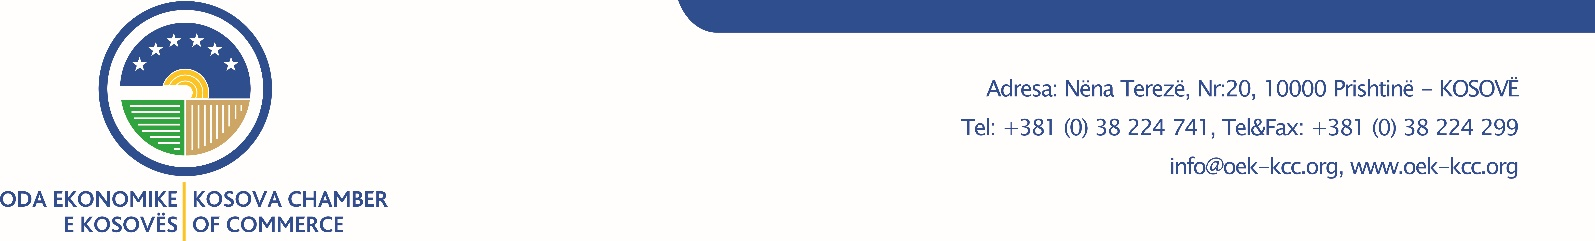 ODA EKONOMIKE
E KOSOVËS
KOSOVA CHAMBER
OF COMMERCE
Adresa: Nëna Terezë, Nr:20, 10000 Prishtinë – KOSOVË
Tel: +381 (0) 38 224 741, Tel&Fax: +381 (0) 38 224 299
info@oek-kcc.org, www.oek-kcc.org